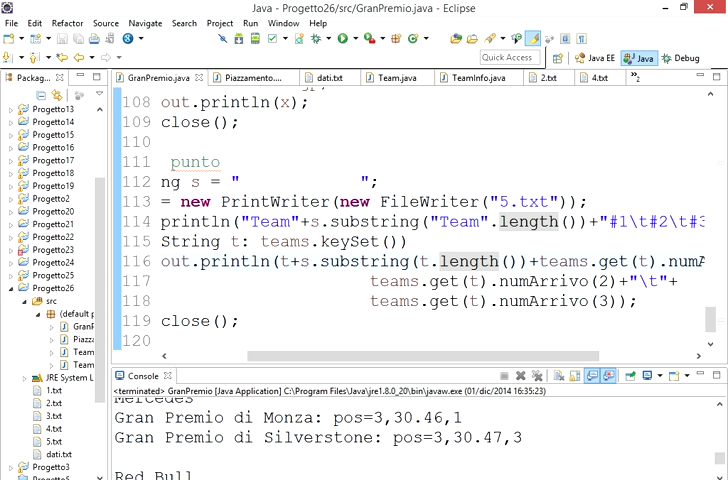 Java - Progetto26/GranPremio.java - Eclipse
File Edit Refactor Source Navigate Search Project Run Window Help
Quick Access
Java EE Java Debug
Packag... GranPremio.java Piazzamento.... dati.txt Team.java TeamInfo.java 2.txt 4.txt »2
Progetto13
Progetto14
Progetto15
Progetto16
Progetto17
Progetto18
Progetto19
Progetto2
Progetto20
Progetto21
Progetto22
Progetto23
Progetto24
Progetto25
Progetto26
src
(default p
GranP
Piazza
Team
Team
JRE System L
1.txt
2.txt
3.txt
4.txt
5.txt
dati.txt
Progetto3
108 out.println(x);
109 close();
110
111 punto
112 ng s = " ";
113 = new PrintWriter(new FileWriter("5.txt"));
114 println("Team"+s.substring("Team".length())+"#1\t#2\t#3
115 String t: teams.keySet())
116 out.println(t+s.substring(t.length())+teams.get(t).numA
117 teams.get(t).numArrivo(2)+"\t"+
118 teams.get(t).numArrivo(3));
119 close();
120
Console
<terminated> GranPremio [Java Application] C:\Program Files\Java\jre1.8.0_20\bin\javaw.exe (01/dic/2014 16:35:23)
Mercedes
Gran Premio di Monza: pos=3,30.46,1
Gran Premio di Silverstone: pos=3,30.47,3
Red Bull